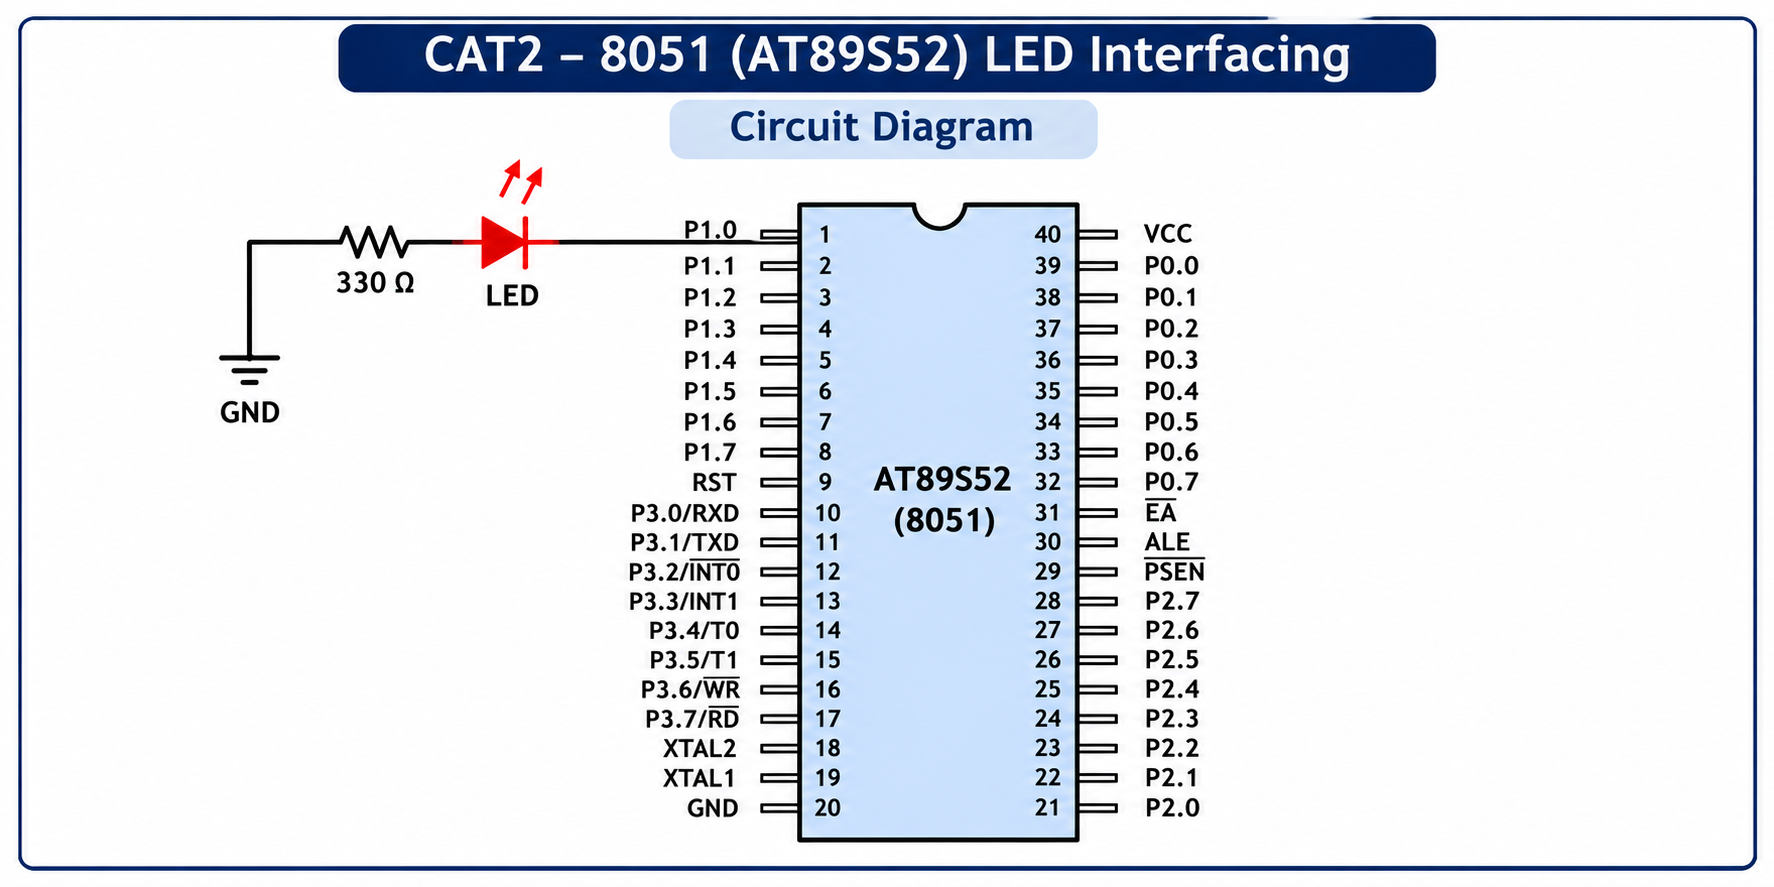 CAT2 – 8051 (AT89S52) LED Interfacing
Circuit Diagram
330 Ω
LED
GND
P1.0 1 40 VCC
P1.1 2 39 P0.0
P1.2 3 38 P0.1
P1.3 4 37 P0.2
P1.4 5 36 P0.3
P1.5 6 35 P0.4
P1.6 7 34 P0.5
P1.7 8 33 P0.6
RST 9 32 P0.7
AT89S52
(8051)
P3.0/RXD 10 31 E̅A̅
P3.1/TXD 11 30 ALE
P3.2/I̅N̅T̅0̅ 12 29 P̅S̅E̅N̅
P3.3/INT1 13 28 P2.7
P3.4/T0 14 27 P2.6
P3.5/T1 15 26 P2.5
P3.6/W̅R̅ 16 25 P2.4
P3.7/R̅D̅ 17 24 P2.3
XTAL2 18 23 P2.2
XTAL1 19 22 P2.1
GND 20 21 P2.0